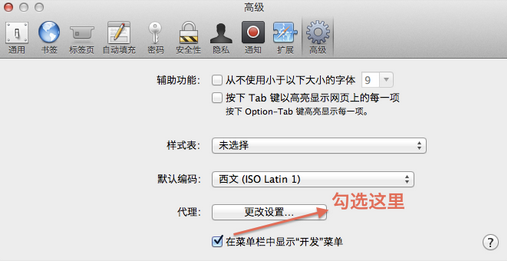 高级
通用 书签 标签页 自动填充 密码 安全性 隐私 通知 扩展 高级
辅助功能： 从不使用小于以下大小的字体 9
按下 Tab 键以高亮显示网页上的每一项
按下 Option-Tab 键高亮显示每一项。
样式表： 未选择
默认编码： 西文 (ISO Latin 1)
勾选这里
代理： 更改设置...
在菜单栏中显示“开发”菜单
?